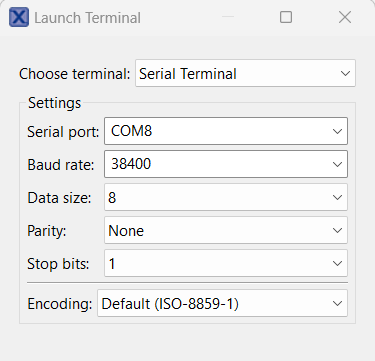 Launch Terminal
Choose terminal: Serial Terminal
Settings
Serial port: COM8
Baud rate: 38400
Data size: 8
Parity: None
Stop bits: 1
Encoding: Default (ISO-8859-1)